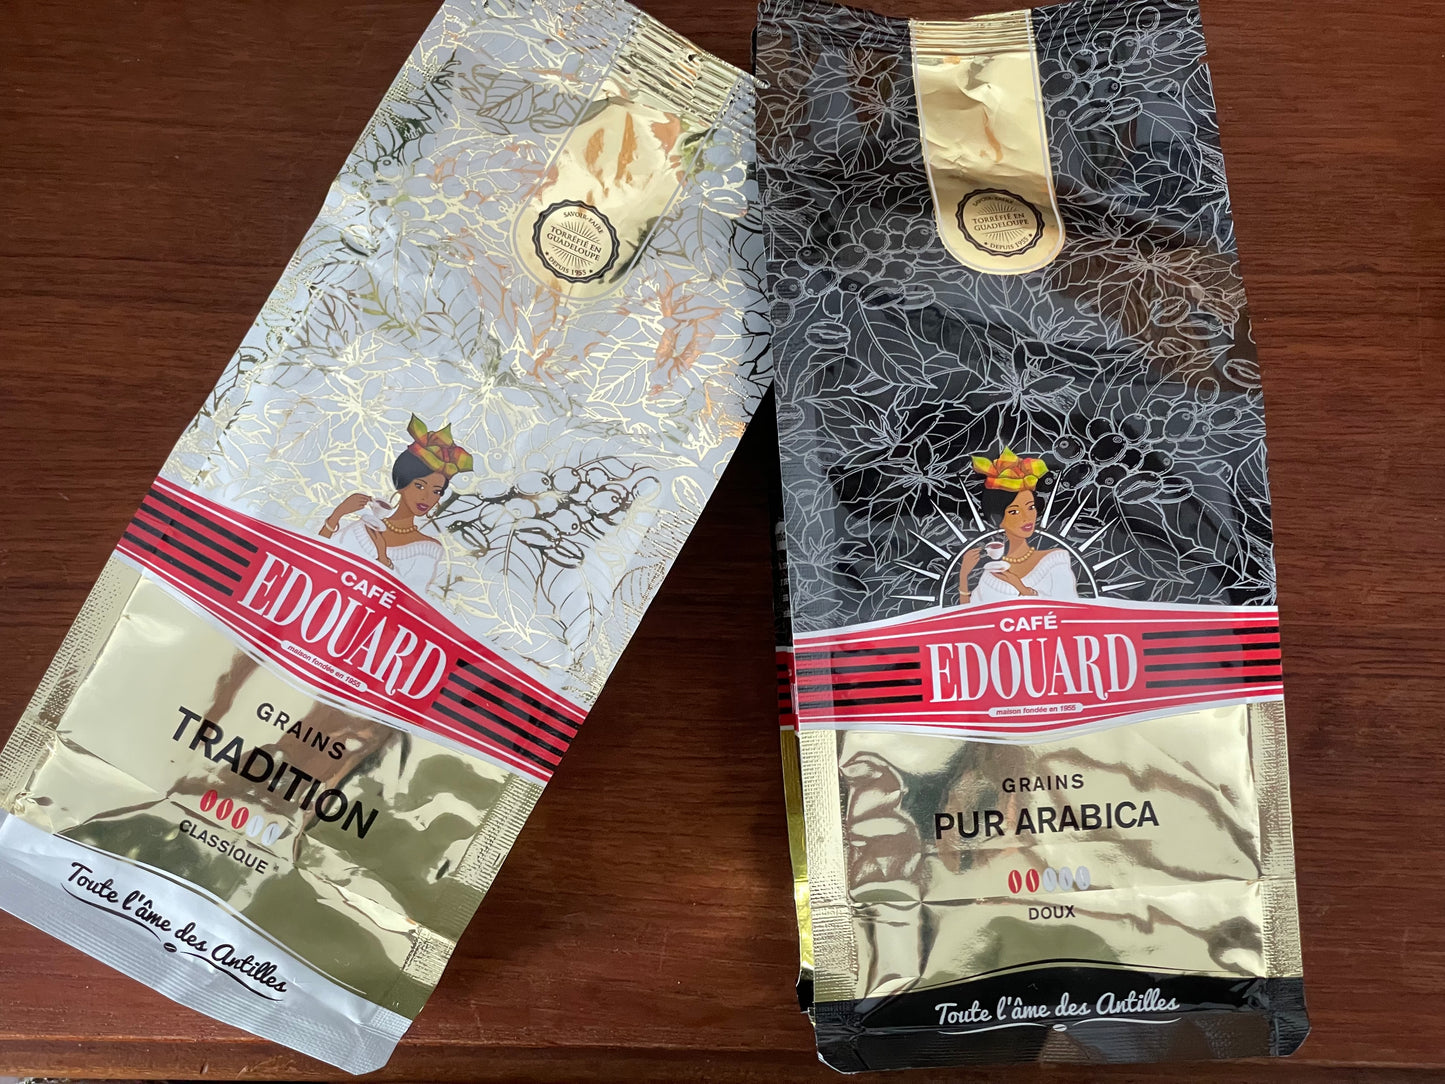 SAVOIR-FAIRE
TORRÉFIÉ EN
GUADELOUPE
DEPUIS 1955
CAFÉ
EDOUARD
maison fondée en 1955
GRAINS
TRADITION
CLASSIQUE
Toute l'âme des Antilles
SAVOIR-FAIRE
TORRÉFIÉ EN
GUADELOUPE
DEPUIS 1955
CAFÉ
EDOUARD
maison fondée en 1955
GRAINS
PUR ARABICA
DOUX
Toute l'âme des Antilles